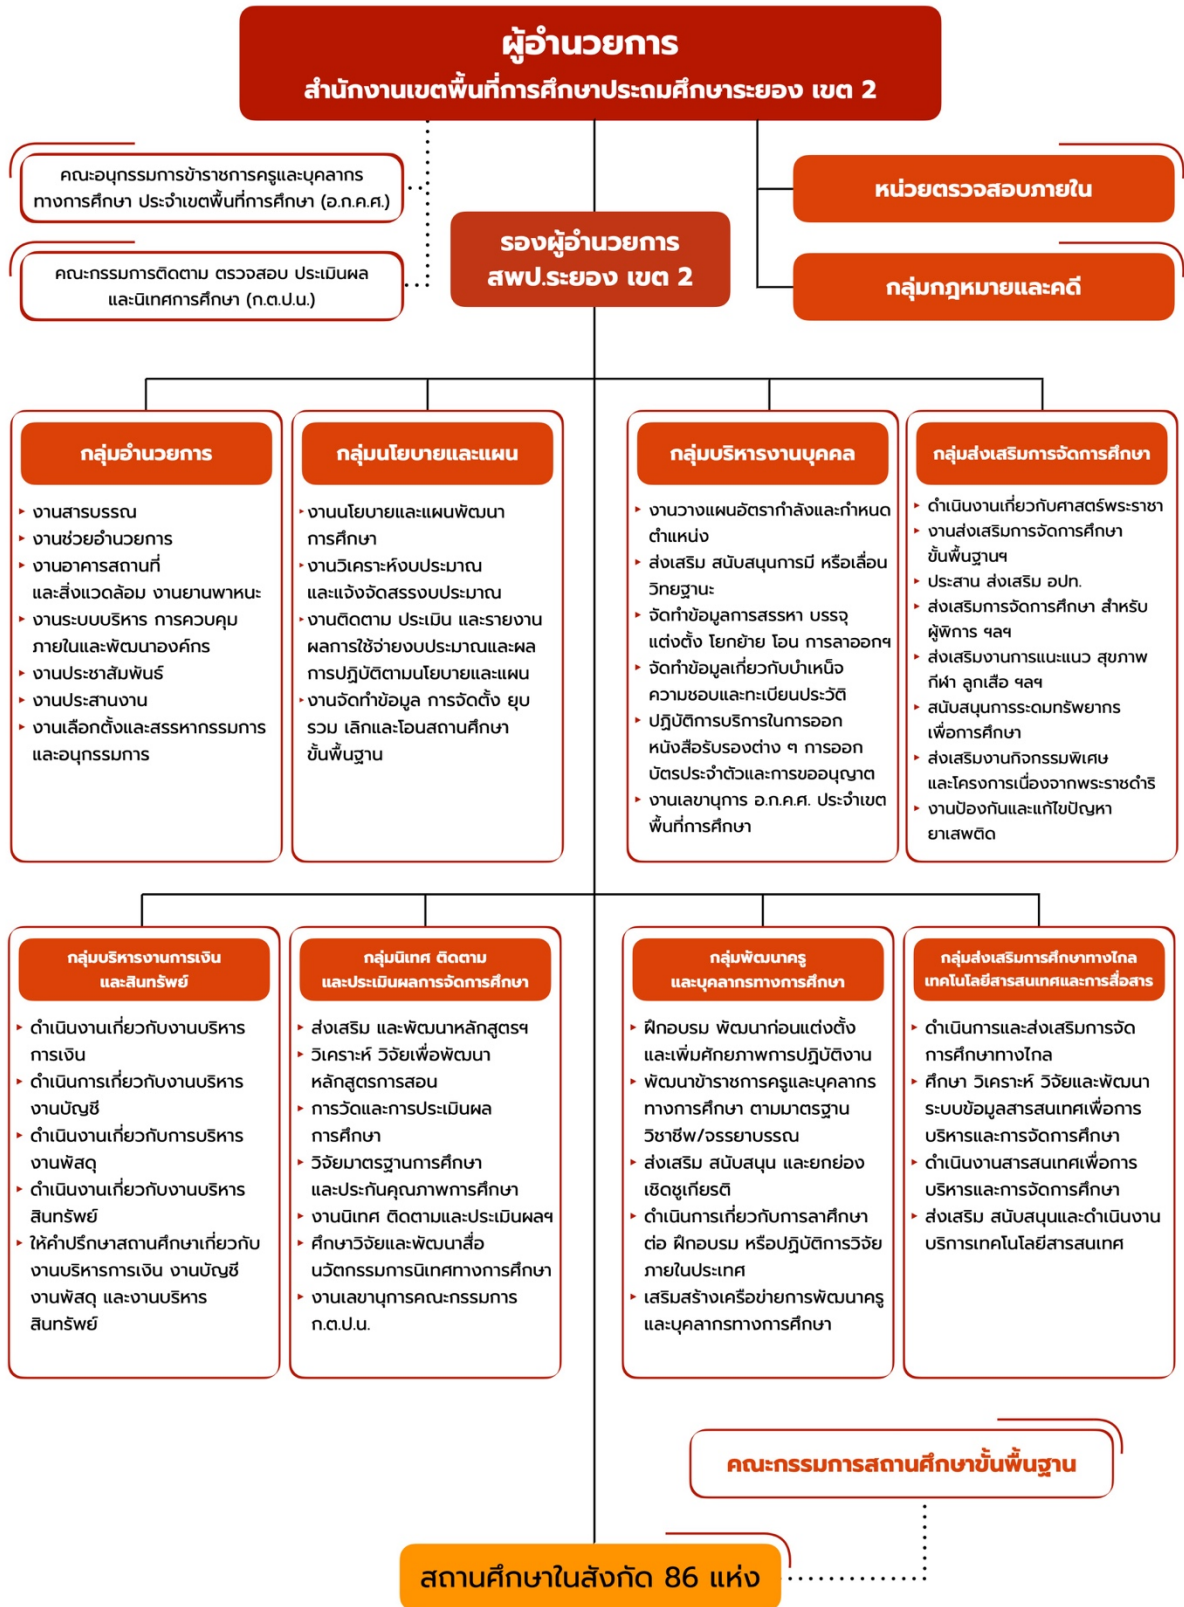 ผู้อำนวยการ
สำนักงานเขตพื้นที่การศึกษาประถมศึกษาระยอง เขต 2
คณะอนุกรรมการข้าราชการครูและบุคลากร
ทางการศึกษา ประจำเขตพื้นที่การศึกษา (อ.ก.ค.ศ.)
คณะกรรมการติดตาม ตรวจสอบ ประเมินผล
และนิเทศการศึกษา (ก.ต.ป.น.)
รองผู้อำนวยการ
สพป.ระยอง เขต 2
หน่วยตรวจสอบภายใน
กลุ่มกฎหมายและคดี
กลุ่มอำนวยการ
งานสารบรรณ
งานช่วยอำนวยการ
งานอาคารสถานที่
และสิ่งแวดล้อม งานยานพาหนะ
งานระบบบริหาร การควบคุม
ภายในและพัฒนาองค์กร
งานประชาสัมพันธ์
งานประสานงาน
งานเลือกตั้งและสรรหากรรมการ
และอนุกรรมการ
กลุ่มนโยบายและแผน
งานนโยบายและแผนพัฒนา
การศึกษา
งานวิเคราะห์งบประมาณ
และแจ้งจัดสรรงบประมาณ
งานติดตาม ประเมิน และรายงาน
ผลการใช้จ่ายงบประมาณและผล
การปฏิบัติตามนโยบายและแผน
งานจัดทำข้อมูล การจัดตั้ง ยุบ
รวม เลิกและโอนสถานศึกษา
ขั้นพื้นฐาน
กลุ่มบริหารงานบุคคล
งานวางแผนอัตรากำลังและกำหนด
ตำแหน่ง
ส่งเสริม สนับสนุนการมี หรือเลื่อน
วิทยฐานะ
จัดทำข้อมูลการสรรหา บรรจุ
แต่งตั้ง โยกย้าย โอน การลาออกฯ
จัดทำข้อมูลเกี่ยวกับบำเหน็จ
ความชอบและทะเบียนประวัติ
ปฏิบัติการบริการในการออก
หนังสือรับรองต่าง ๆ การออก
บัตรประจำตัวและการขออนุญาต
งานเลขานุการ อ.ก.ค.ศ. ประจำเขต
พื้นที่การศึกษา
กลุ่มส่งเสริมการจัดการศึกษา
ดำเนินงานเกี่ยวกับศาสตร์พระราชา
งานส่งเสริมการจัดการศึกษา
ขั้นพื้นฐานฯ
ประสาน ส่งเสริม อปท.
ส่งเสริมการจัดการศึกษา สำหรับ
ผู้พิการ ฯลฯ
ส่งเสริมงานการแนะแนว สุขภาพ
กีฬา ลูกเสือ ฯลฯ
สนับสนุนการระดมทรัพยากร
เพื่อการศึกษา
ส่งเสริมงานกิจกรรมพิเศษ
และโครงการเนื่องจากพระราชดำริ
งานป้องกันและแก้ไขปัญหา
ยาเสพติด
กลุ่มบริหารงานการเงิน
และสินทรัพย์
ดำเนินงานเกี่ยวกับงานบริหาร
การเงิน
ดำเนินการเกี่ยวกับงานบริหาร
งานบัญชี
ดำเนินงานเกี่ยวกับการบริหาร
งานพัสดุ
ดำเนินงานเกี่ยวกับงานบริหาร
สินทรัพย์
ให้คำปรึกษาสถานศึกษาเกี่ยวกับ
งานบริหารการเงิน งานบัญชี
งานพัสดุ และงานบริหาร
สินทรัพย์
กลุ่มนิเทศ ติดตาม
และประเมินผลการจัดการศึกษา
ส่งเสริม และพัฒนาหลักสูตรฯ
วิเคราะห์ วิจัยเพื่อพัฒนา
หลักสูตรการสอน
การวัดและการประเมินผล
การศึกษา
วิจัยมาตรฐานการศึกษา
และประกันคุณภาพการศึกษา
งานนิเทศ ติดตามและประเมินผลฯ
ศึกษาวิจัยและพัฒนาสื่อ
นวัตกรรมการนิเทศทางการศึกษา
งานเลขานุการคณะกรรมการ
ก.ต.ป.น.
กลุ่มพัฒนาครู
และบุคลากรทางการศึกษา
ฝึกอบรม พัฒนาก่อนแต่งตั้ง
และเพิ่มศักยภาพการปฏิบัติงาน
พัฒนาข้าราชการครูและบุคลากร
ทางการศึกษา ตามมาตรฐาน
วิชาชีพ/จรรยาบรรณ
ส่งเสริม สนับสนุน และยกย่อง
เชิดชูเกียรติ
ดำเนินการเกี่ยวกับการลาศึกษา
ต่อ ฝึกอบรม หรือปฏิบัติการวิจัย
ภายในประเทศ
เสริมสร้างเครือข่ายการพัฒนาครู
และบุคลากรทางการศึกษา
กลุ่มส่งเสริมการศึกษาทางไกล
เทคโนโลยีสารสนเทศและการสื่อสาร
ดำเนินการและส่งเสริมการจัด
การศึกษาทางไกล
ศึกษา วิเคราะห์ วิจัยและพัฒนา
ระบบข้อมูลสารสนเทศเพื่อการ
บริหารและการจัดการศึกษา
ดำเนินงานสารสนเทศเพื่อการ
บริหารและการจัดการศึกษา
ส่งเสริม สนับสนุนและดำเนินงาน
บริการเทคโนโลยีสารสนเทศ
คณะกรรมการสถานศึกษาขั้นพื้นฐาน
สถานศึกษาในสังกัด 86 แห่ง